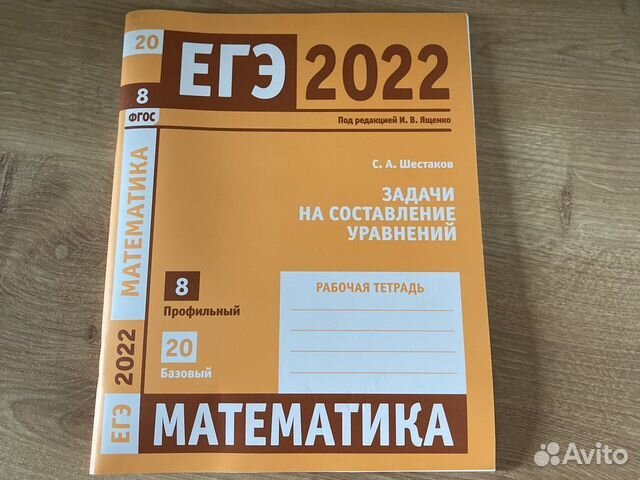 20
8
ФГОС
МАТЕМАТИКА
2022
ЕГЭ
ЕГЭ 2022
Под редакцией И. В. Ященко
С. А. Шестаков
ЗАДАЧИ
НА СОСТАВЛЕНИЕ
УРАВНЕНИЙ
8
Профильный
20
Базовый
РАБОЧАЯ ТЕТРАДЬ
МАТЕМАТИКА
Avito